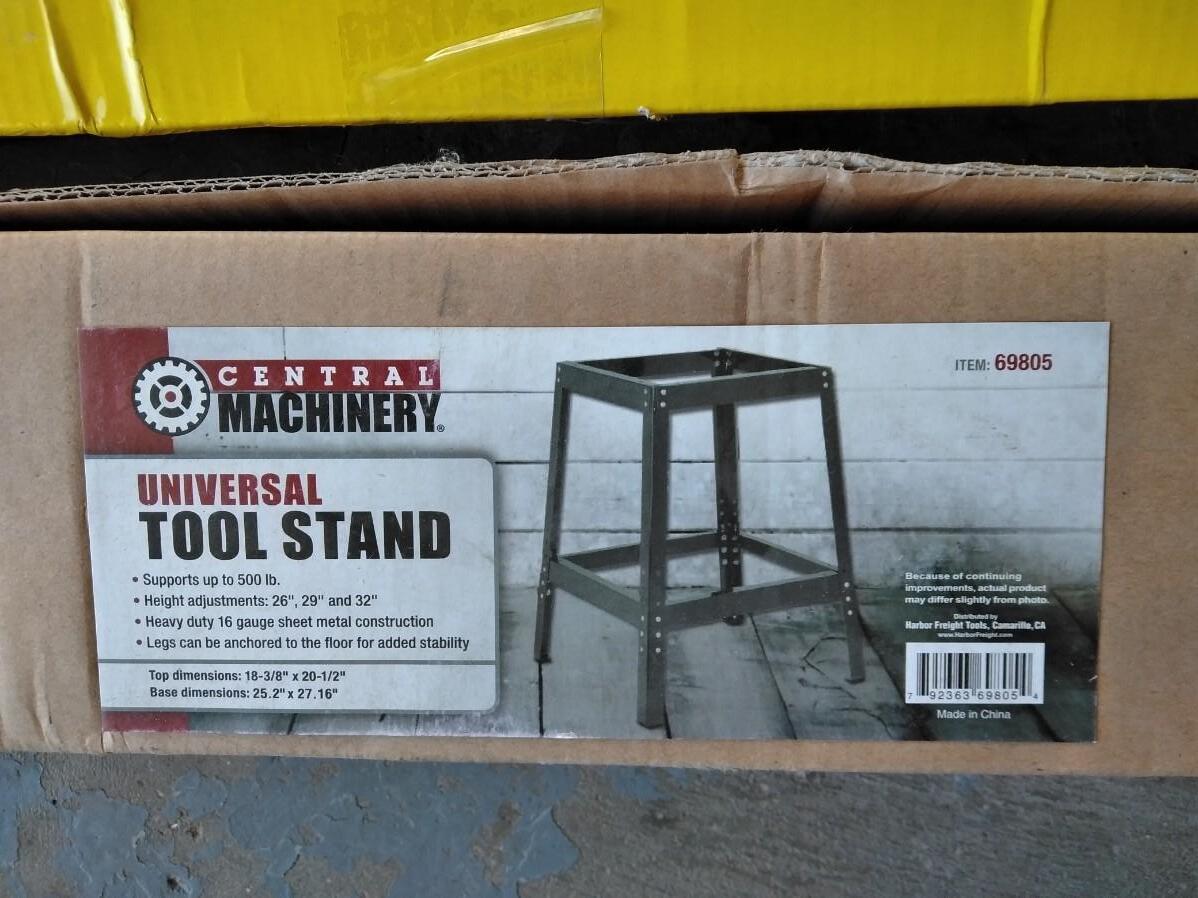 CENTRAL
MACHINERY®
ITEM: 69805
UNIVERSAL
TOOL STAND
• Supports up to 500 lb.
• Height adjustments: 26", 29" and 32"
• Heavy duty 16 gauge sheet metal construction
• Legs can be anchored to the floor for added stability
Top dimensions: 18-3/8" x 20-1/2"
Base dimensions: 25.2" x 27.16"
Because of continuing
improvements, actual product
may differ slightly from photo.
Distributed by
Harbor Freight Tools, Camarillo, CA
www.HarborFreight.com
7 92363 69805 4
Made in China